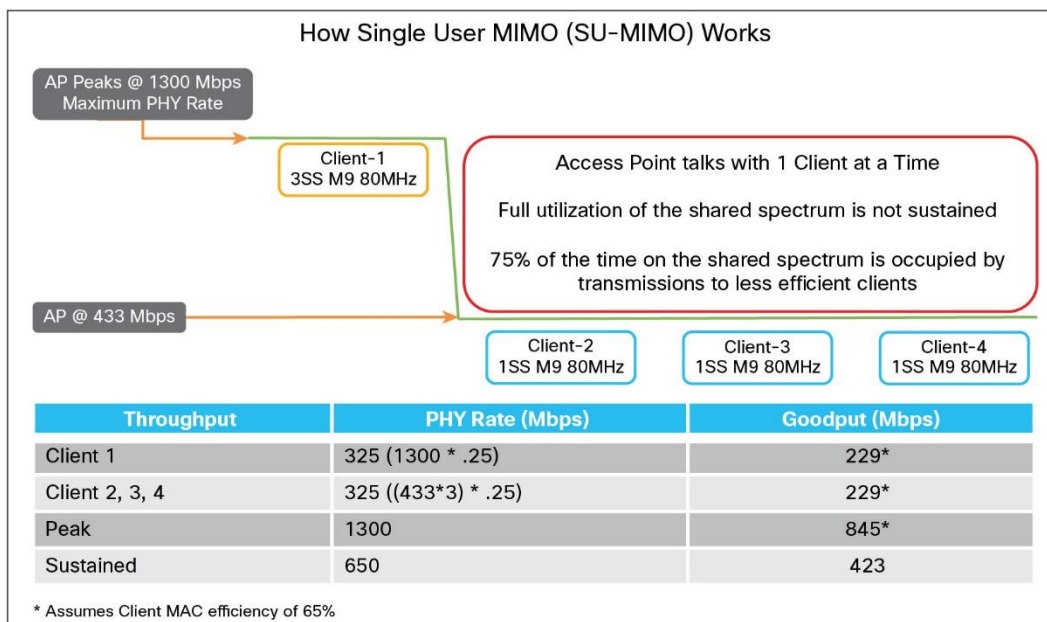 How Single User MIMO (SU-MIMO) Works
AP Peaks @ 1300 Mbps
Maximum PHY Rate
Client-1
3SS M9 80MHz
Access Point talks with 1 Client at a Time
Full utilization of the shared spectrum is not sustained
75% of the time on the shared spectrum is occupied by
transmissions to less efficient clients
AP @ 433 Mbps
Client-2
1SS M9 80MHz
Client-3
1SS M9 80MHz
Client-4
1SS M9 80MHz
Throughput PHY Rate (Mbps) Goodput (Mbps)
Client 1 325 (1300 * .25) 229*
Client 2, 3, 4 325 ((433*3) * .25) 229*
Peak 1300 845*
Sustained 650 423
* Assumes Client MAC efficiency of 65%